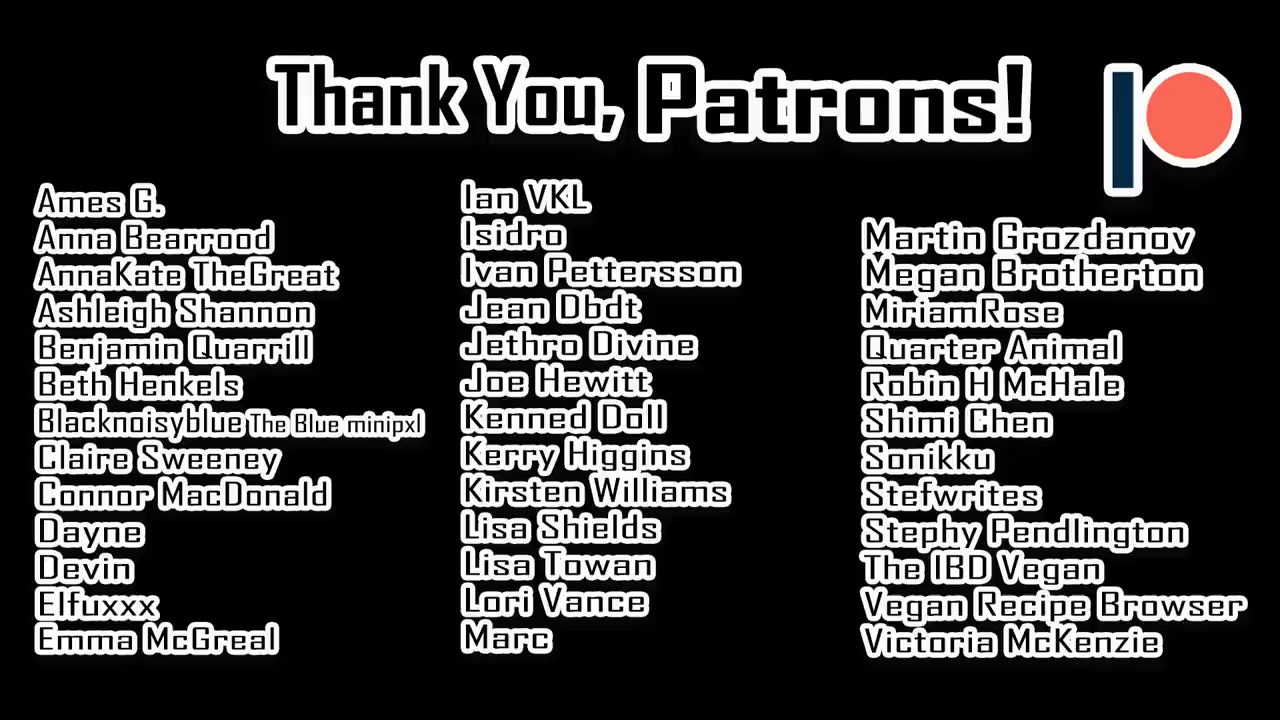 Thank You, Patrons!
Ames G.
Anna Bearrood
AnnaKate TheGreat
Ashleigh Shannon
Benjamin Quarrill
Beth Henkels
Blacknoisyblue The Blue minipxl
Claire Sweeney
Connor MacDonald
Dayne
Devin
Elfuxxx
Emma McGreal
Ian VKL
Isidro
Ivan Pettersson
Jean Dbdt
Jethro Divine
Joe Hewitt
Kenned Doll
Kerry Higgins
Kirsten Williams
Lisa Shields
Lisa Towan
Lori Vance
Marc
Martin Grozdanov
Megan Brotherton
MiriamRose
Quarter Animal
Robin H McHale
Shimi Chen
Sonikku
Stefwrites
Stephy Pendlington
The IBD Vegan
Vegan Recipe Browser
Victoria McKenzie